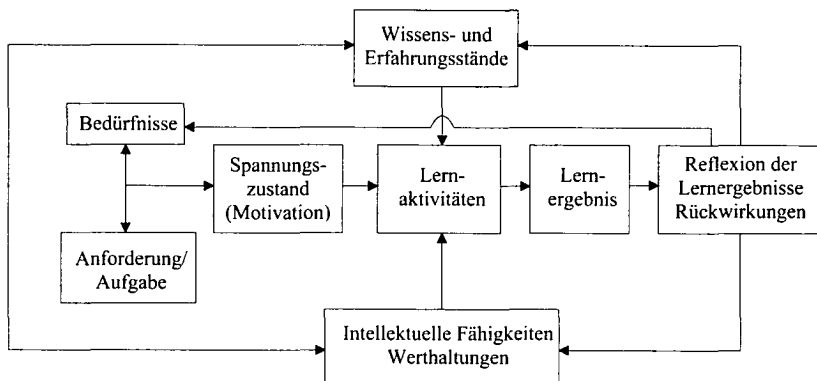 Wissens- und
Erfahrungsstände
Bedürfnisse
Spannungs-
zustand
(Motivation)
Lern-
aktivitäten
Lern-
ergebnis
Reflexion der
Lernergebnisse
Rückwirkungen
Anforderung/
Aufgabe
Intellektuelle Fähigkeiten
Werthaltungen